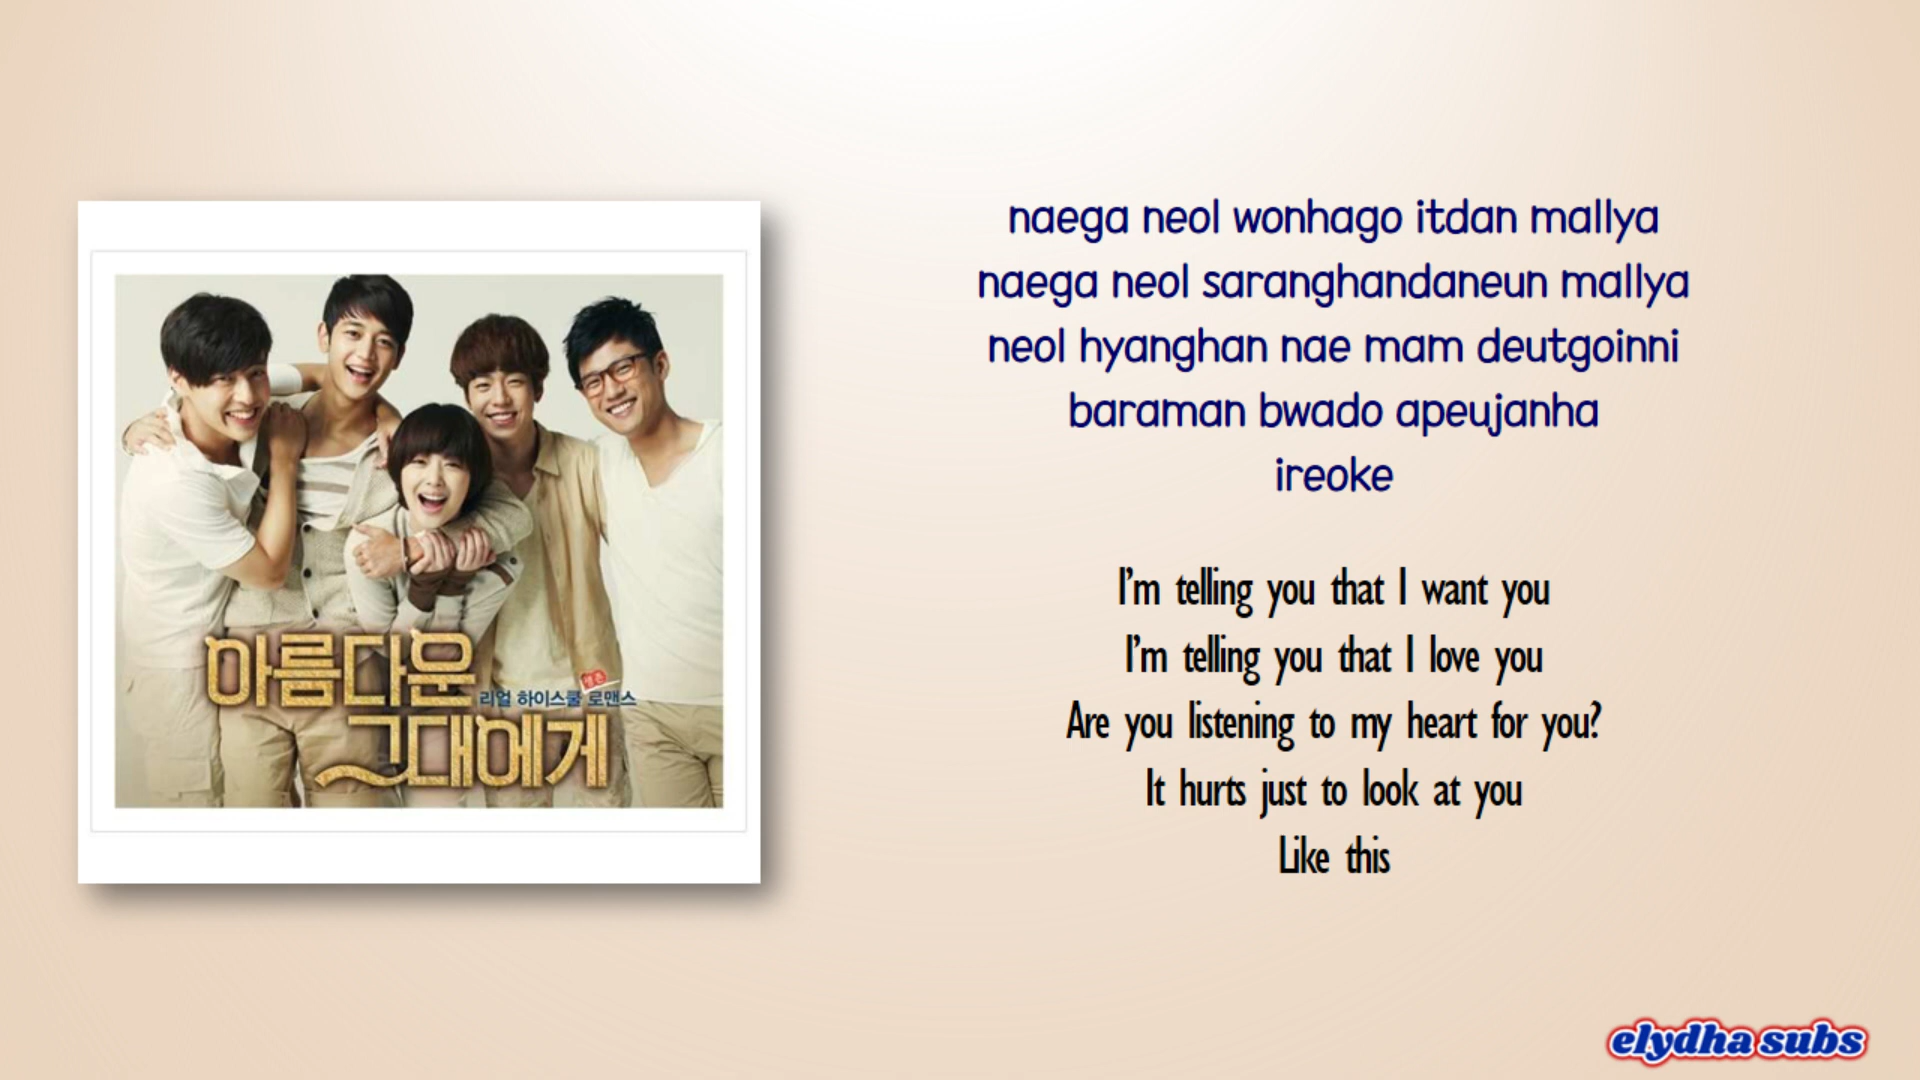 아름다운
리얼 생존 하이스쿨 로맨스
그대에게
naega neol wonhago itdan mallya
naega neol saranghandaneun mallya
neol hyanghan nae mam deutgoinni
baraman bwado apeujanha
ireoke
I'm telling you that I want you
I'm telling you that I love you
Are you listening to my heart for you?
It hurts just to look at you
Like this
elydha subs